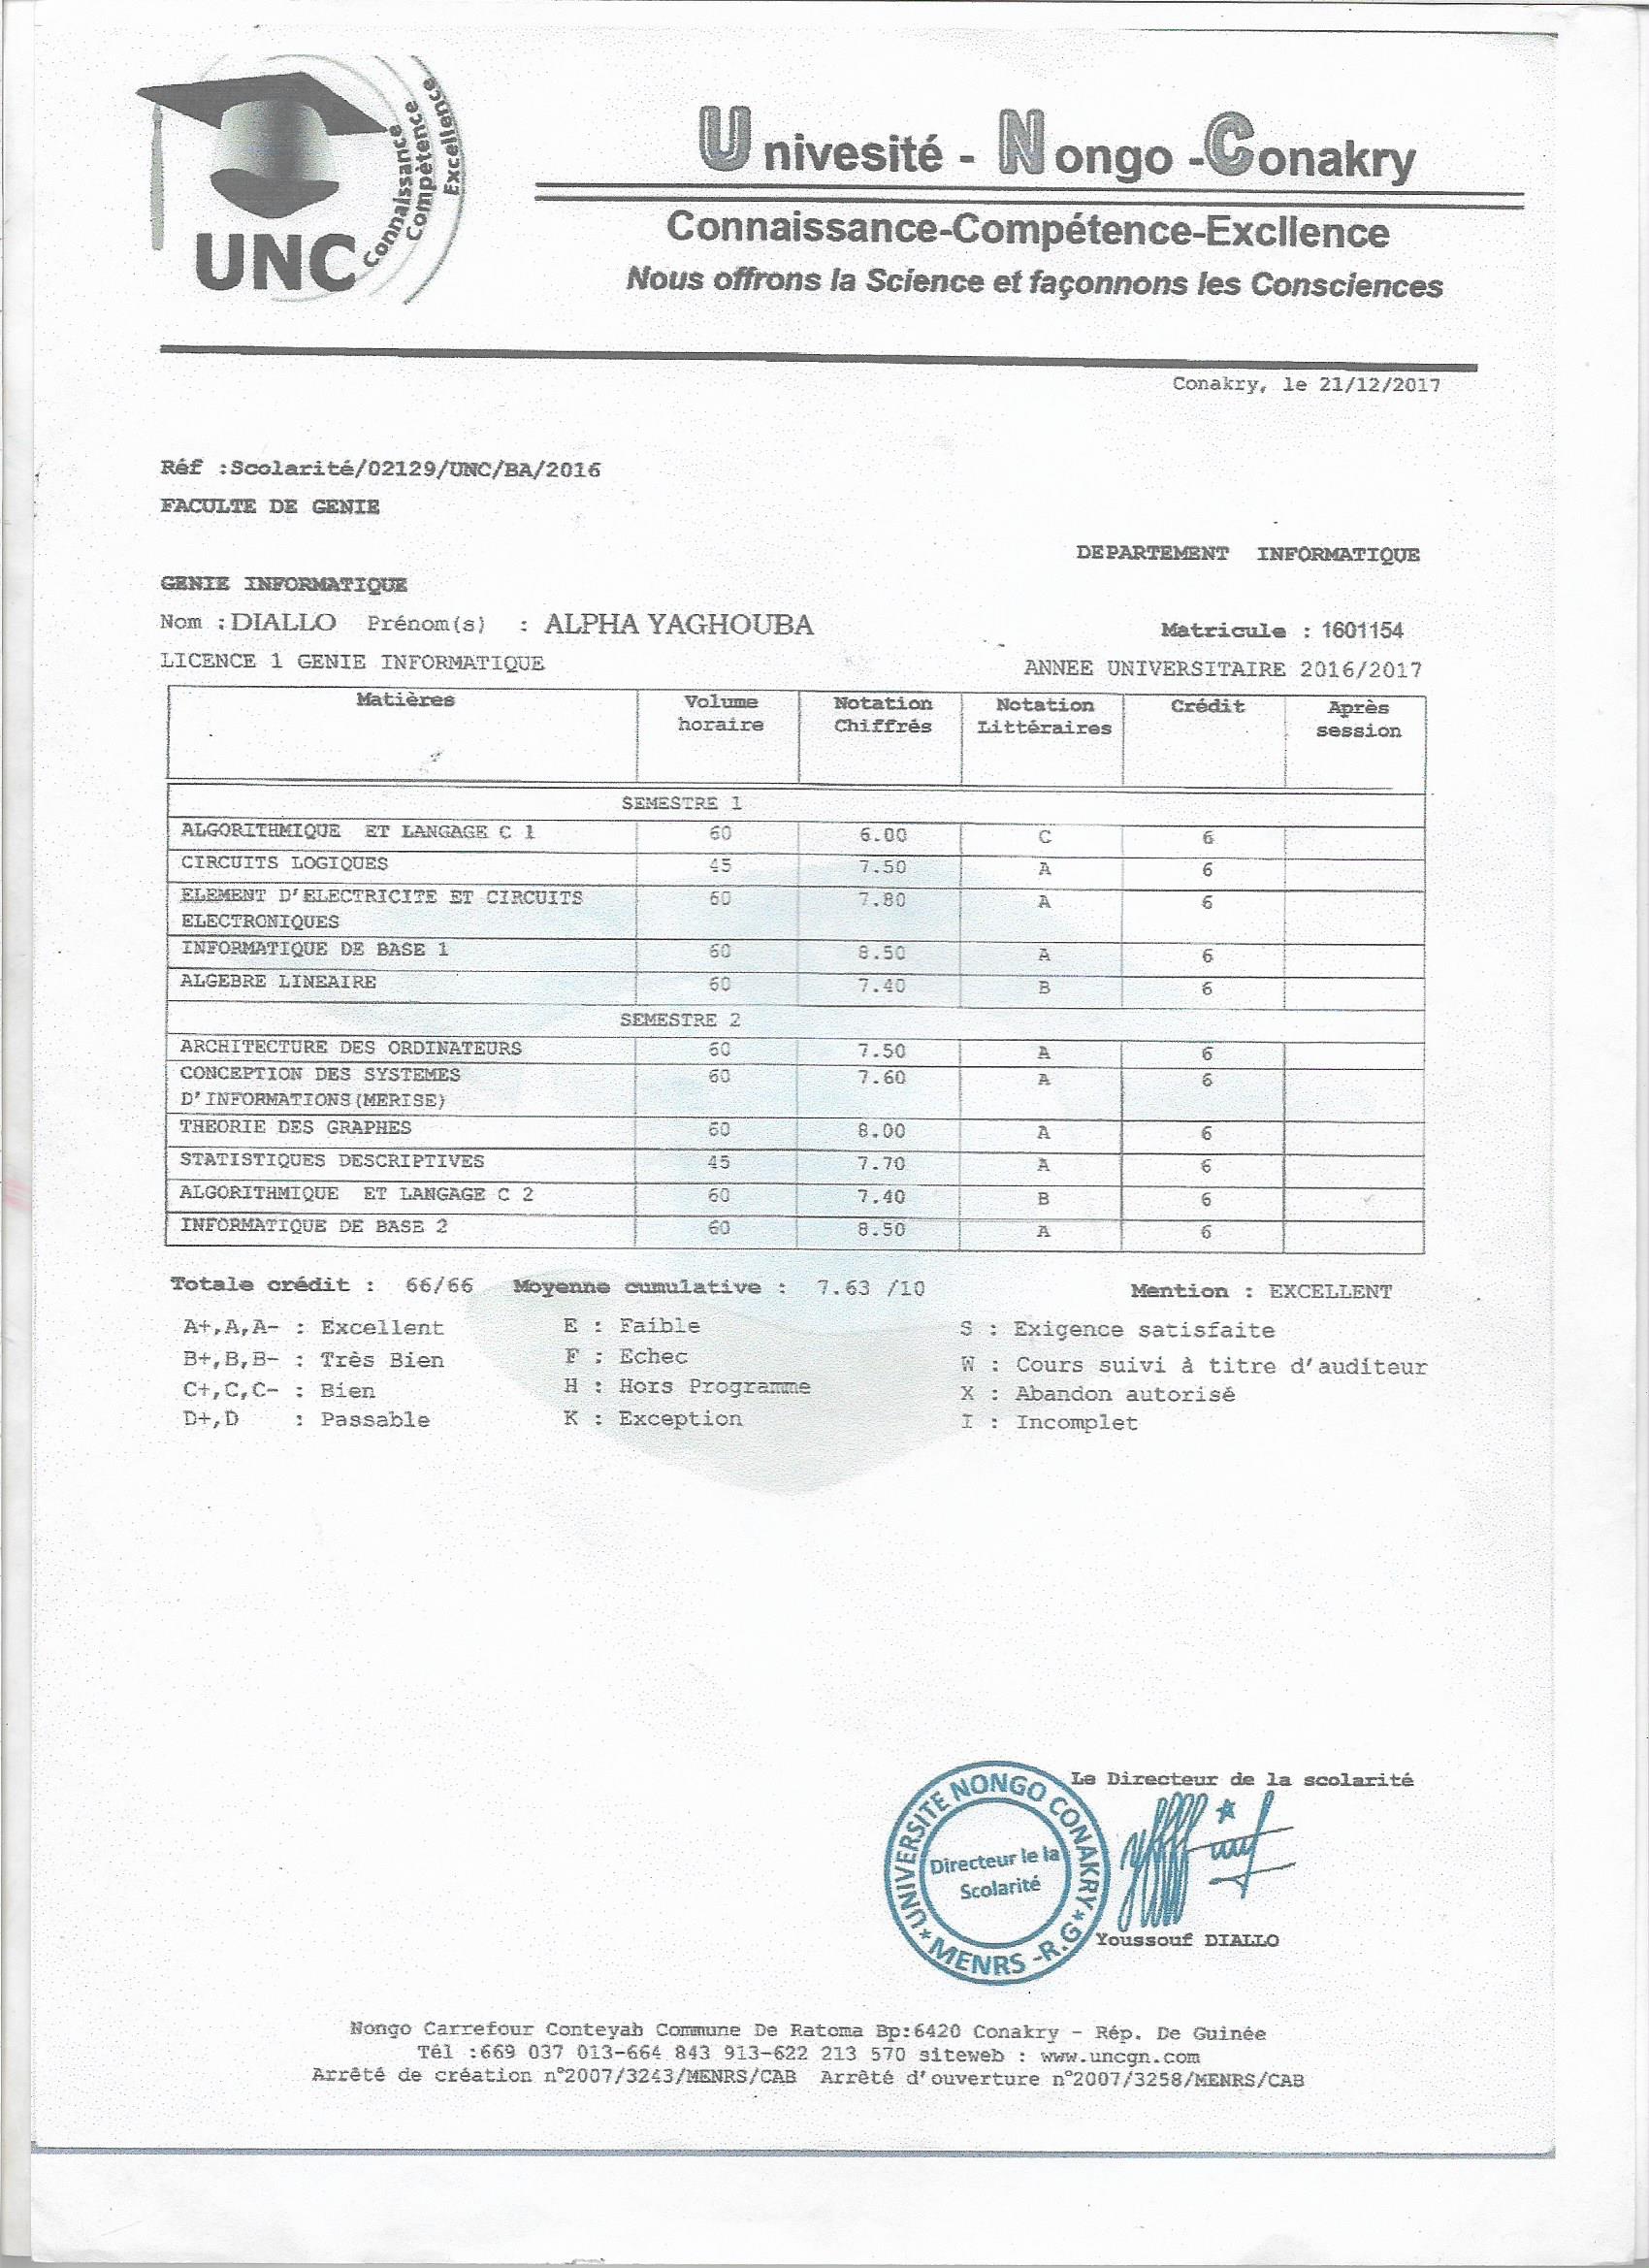 Connaissance
Compètence
Excellence
UNC
Univesité - Nongo -Conakry
Connaissance-Compétence-Excllence
Nous offrons la Science et façonnons les Consciences
Conakry, le 21/12/2017
Réf :Scolarité/02129/UNC/BA/2016
FACULTE DE GENIE
DEPARTEMENT INFORMATIQUE
GENIE INFORMATIQUE
Nom : DIALLO Prénom(s) : ALPHA YAGHOUBA
Matricule : 1601154
LICENCE 1 GENIE INFORMATIQUE
ANNEE UNIVERSITAIRE 2016/2017
Matières Volume Notation Notation Crédit Après
horaire Chiffrés Littéraires session
SEMESTRE 1
ALGORITHMIQUE ET LANGAGE C 1 60 6.00 C 6
CIRCUITS LOGIQUES 45 7.50 A 6
ELEMENT D'ELECTRICITE ET CIRCUITS 60 7.80 A 6
ELECTRONIQUES
INFORMATIQUE DE BASE 1 60 8.50 A 6
ALGEBRE LINEAIRE 60 7.40 B 6
SEMESTRE 2
ARCHITECTURE DES ORDINATEURS 60 7.50 A 6
CONCEPTION DES SYSTEMES 60 7.60 A 6
D'INFORMATIONS(MERISE)
THEORIE DES GRAPHES 60 8.00 A 6
STATISTIQUES DESCRIPTIVES 45 7.70 A 6
ALGORITHMIQUE ET LANGAGE C 2 60 7.40 B 6
INFORMATIQUE DE BASE 2 60 8.50 A 6
Totale crédit : 66/66 Moyenne cumulative : 7.63 /10 Mention : EXCELLENT
A+,A,A- : Excellent E : Faible S : Exigence satisfaite
B+,B,B- : Très Bien F : Echec W : Cours suivi à titre d'auditeur
C+,C,C- : Bien H : Hors Programme X : Abandon autorisé
D+,D : Passable K : Exception I : Incomplet
Le Directeur de la scolarité
UNIVERSITE NONGO CONAKRY
Directeur le la
Scolarité
MENRS -R.G
Youssouf DIALLO
Nongo Carrefour Conteyah Commune De Ratoma Bp:6420 Conakry - Rép. De Guinée
Tél :669 037 013-664 843 913-622 213 570 siteweb : www.uncgn.com
Arrêté de création n°2007/3243/MENRS/CAB Arrêté d'ouverture n°2007/3258/MENRS/CAB